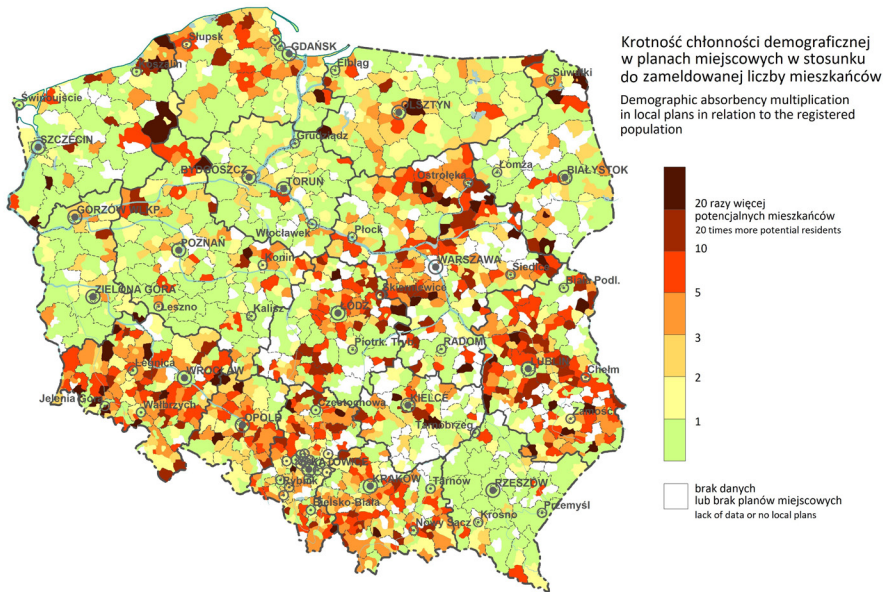 Krotność chłonności demograficznej
w planach miejscowych w stosunku
do zameldowanej liczby mieszkańców
Demographic absorbency multiplication
in local plans in relation to the registered
population
20 razy więcej
potencjalnych mieszkańców
20 times more potential residents
10
5
3
2
1
brak danych
lub brak planów miejscowych
lack of data or no local plans
Słupsk
GDAŃSK
Koszalin
Elbląg
Suwałki
Świnoujście
OLSZTYN
SZCZECIN
Grudziądz
BYDGOSZCZ
Łomża
Ostrołęka
BIAŁYSTOK
TORUŃ
GORZÓW WLKP.
Włocławek
Płock
POZNAŃ
Konin
WARSZAWA
Siedlce
Biała Podl.
ZIELONA GÓRA
Skierniewice
Leszno
Kalisz
ŁÓDŹ
Piotrk. Tryb.
RADOM
Legnica
WROCŁAW
LUBLIN
Chełm
Jelenia Góra
Wałbrzych
Częstochowa
KIELCE
Zamość
OPOLE
Tarnobrzeg
KATOWICE
Rybnik
KRAKÓW
Tarnów
RZESZÓW
Bielsko-Biała
Przemyśl
Nowy Sącz
Krosno